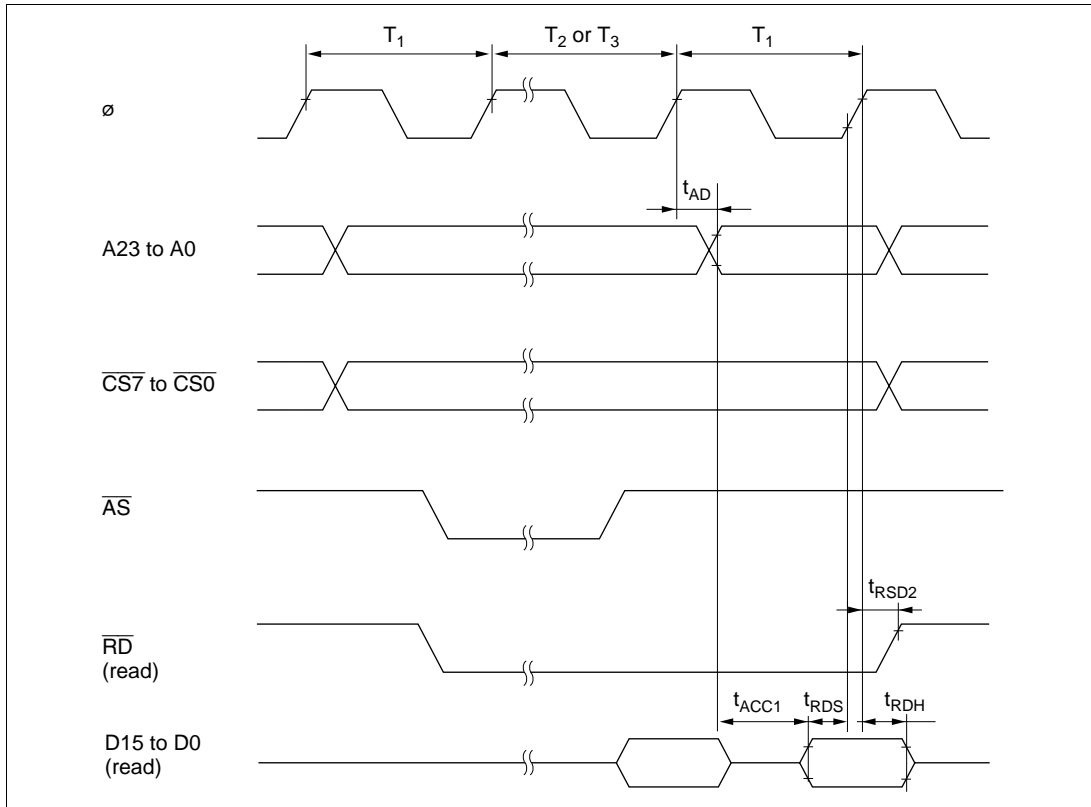 T1 T2 or T3 T1
ø
tAD
A23 to A0
CS7 to CS0
AS
tRSD2
RD
(read)
tACC1 tRDS tRDH
D15 to D0
(read)